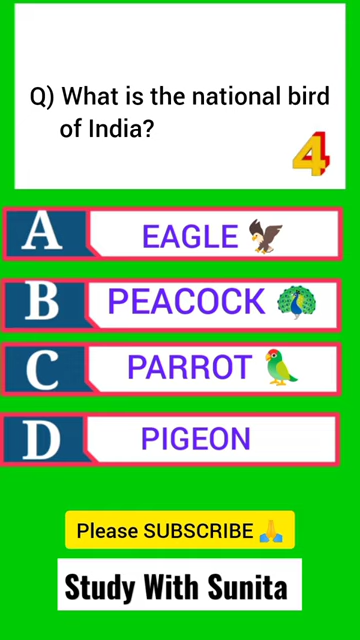 Q) What is the national bird
of India?
4
A EAGLE 🦅
B PEACOCK 🦚
C PARROT 🦜
D PIGEON
Please SUBSCRIBE 🙏
Study With Sunita